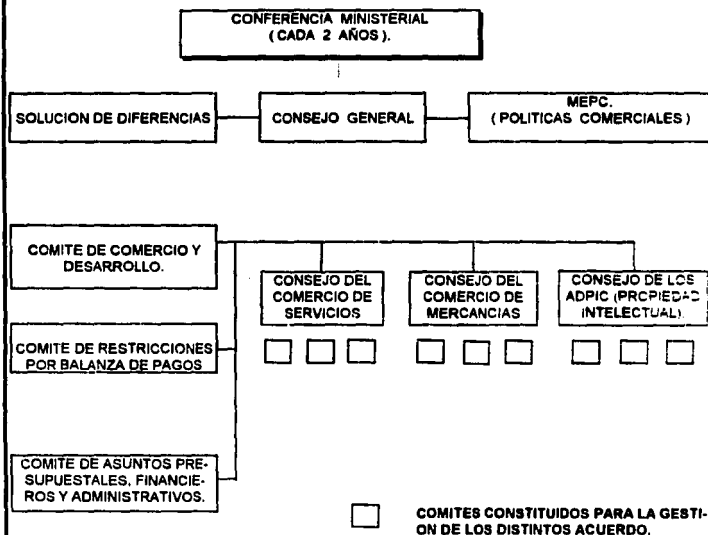 CONFERENCIA MINISTERIAL
( CADA 2 AÑOS ).
SOLUCION DE DIFERENCIAS
CONSEJO GENERAL
MEPC.
( POLITICAS COMERCIALES )
COMITE DE COMERCIO Y
DESARROLLO.
CONSEJO DEL
COMERCIO DE
SERVICIOS
CONSEJO DEL
COMERCIO DE
MERCANCIAS
CONSEJO DE LOS
ADPIC (PROPIEDAD
INTELECTUAL).
COMITE DE RESTRICCIONES
POR BALANZA DE PAGOS
COMITE DE ASUNTOS PRE-
SUPUESTALES, FINANCIE-
ROS Y ADMINISTRATIVOS.
COMITES CONSTITUIDOS PARA LA GESTI-
ON DE LOS DISTINTOS ACUERDO.